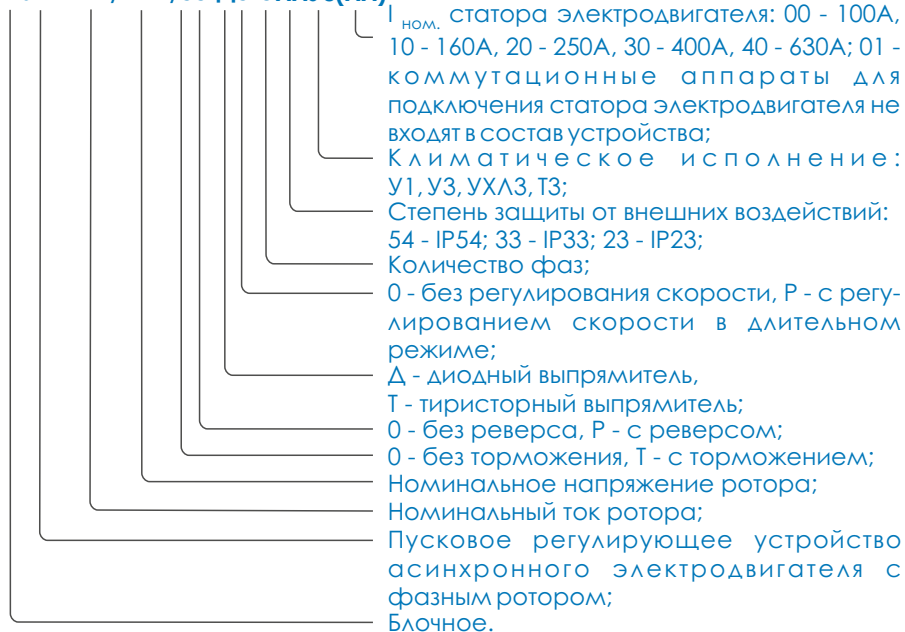 I ном. статора электродвигателя: 00 - 100А,
10 - 160А, 20 - 250А, 30 - 400А, 40 - 630А; 01 -
коммутационные аппараты для
подключения статора электродвигателя не
входят в состав устройства;
Климатическое исполнение:
У1, У3, УХЛ3, Т3;
Степень защиты от внешних воздействий:
54 - IP54; 33 - IP33; 23 - IP23;
Количество фаз;
0 - без регулирования скорости, Р - с регу-
лированием скорости в длительном
режиме;
Д - диодный выпрямитель,
Т - тиристорный выпрямитель;
0 - без реверса, Р - с реверсом;
0 - без торможения, Т - с торможением;
Номинальное напряжение ротора;
Номинальный ток ротора;
Пусковое регулирующее устройство
асинхронного электродвигателя с
фазным ротором;
Блочное.